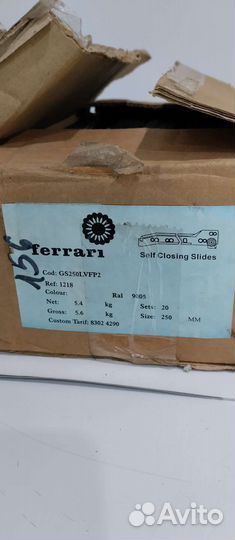 156
ferrari
Self Closing Slides
Cod: GS250LVFP2
Ref: 1218
Colour: Ral 9005
Net: 5.4 kg Sets: 20
Gross: 5.6 kg Size: 250 MM
Custom Tarif: 8302 4290
Avito